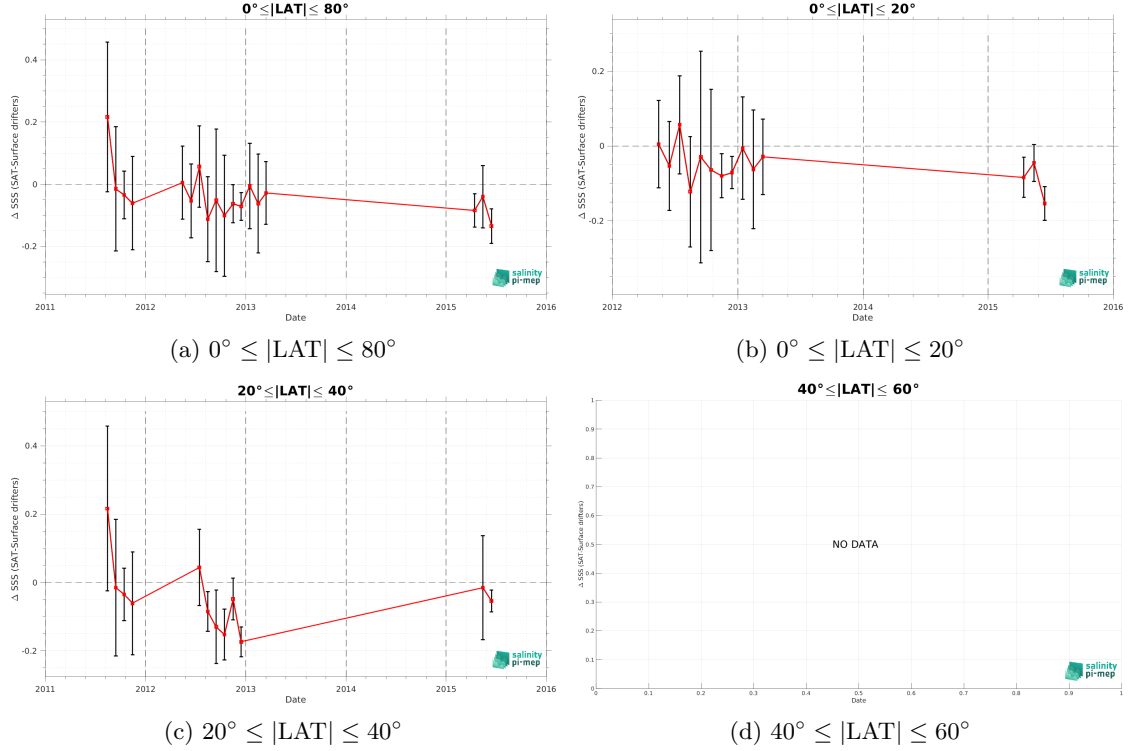 0°≤|LAT|≤ 80°
Δ SSS (SAT-Surface drifters)
0.4
0.2
0
-0.2
2011 2012 2013 2014 2015 2016
Date
salinity
pi-mep
(a) 0° ≤ |LAT| ≤ 80°
0°≤|LAT|≤ 20°
Δ SSS (SAT-Surface drifters)
0.2
0
-0.2
2012 2013 2014 2015 2016
Date
salinity
pi-mep
(b) 0° ≤ |LAT| ≤ 20°
20°≤|LAT|≤ 40°
Δ SSS (SAT-Surface drifters)
0.4
0.2
0
-0.2
2011 2012 2013 2014 2015 2016
Date
salinity
pi-mep
(c) 20° ≤ |LAT| ≤ 40°
40°≤|LAT|≤ 60°
Δ SSS (SAT-Surface drifters)
1
0.9
0.8
0.7
0.6
0.5
0.4
0.3
0.2
0.1
0
NO DATA
0 0.1 0.2 0.3 0.4 0.5 0.6 0.7 0.8 0.9 1
Date
salinity
pi-mep
(d) 40° ≤ |LAT| ≤ 60°